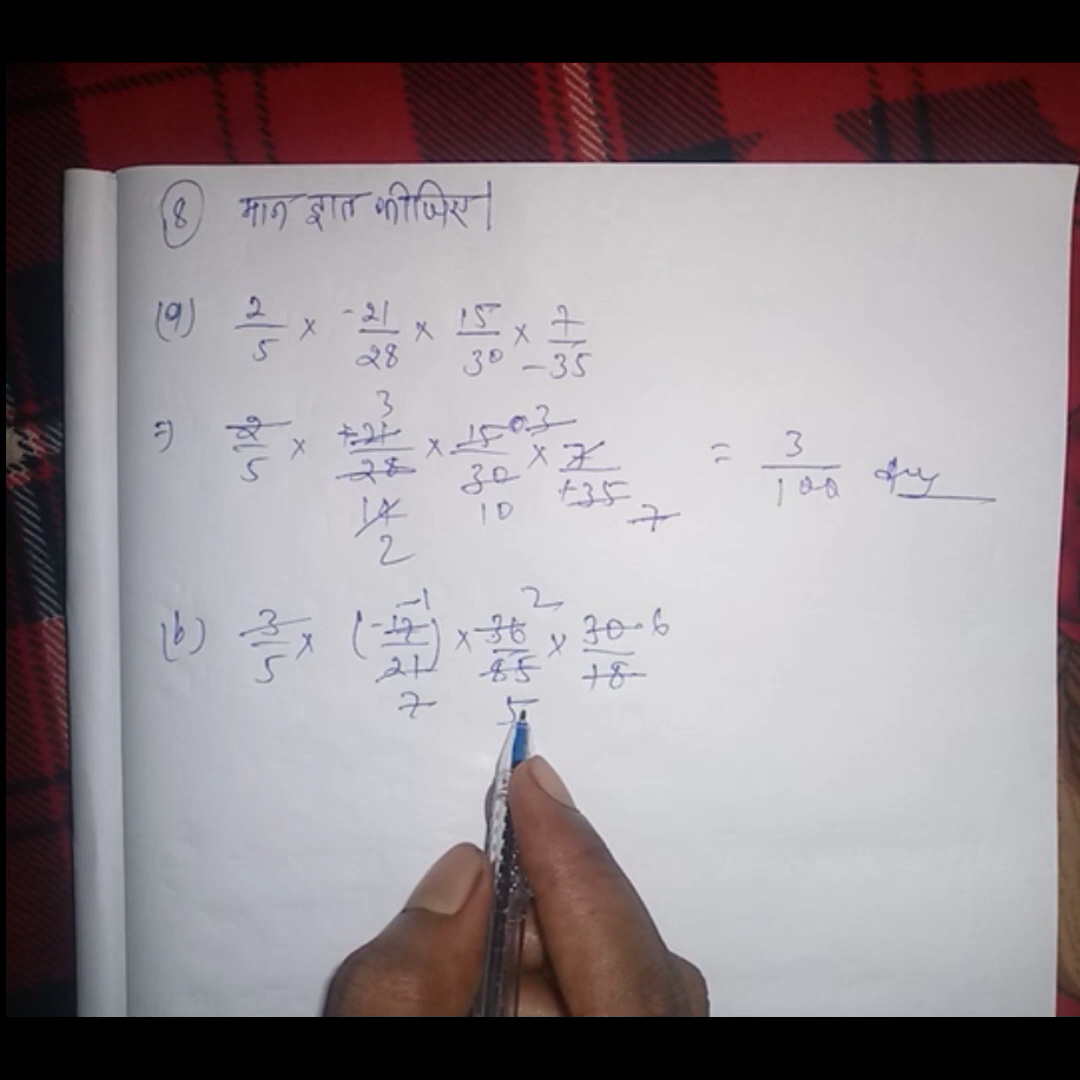 (8) मान ज्ञात कीजिए।
(a) 2/5 × -21/28 × 15/30 × 7/-35
3 3
=) 2/5 × +21/28 × 15/30 × 7/+35 = 3/100
14 10 7
2
-1 2
(b) 3/5 × (-17/21) × 36/85 × 30/18 6
7 5